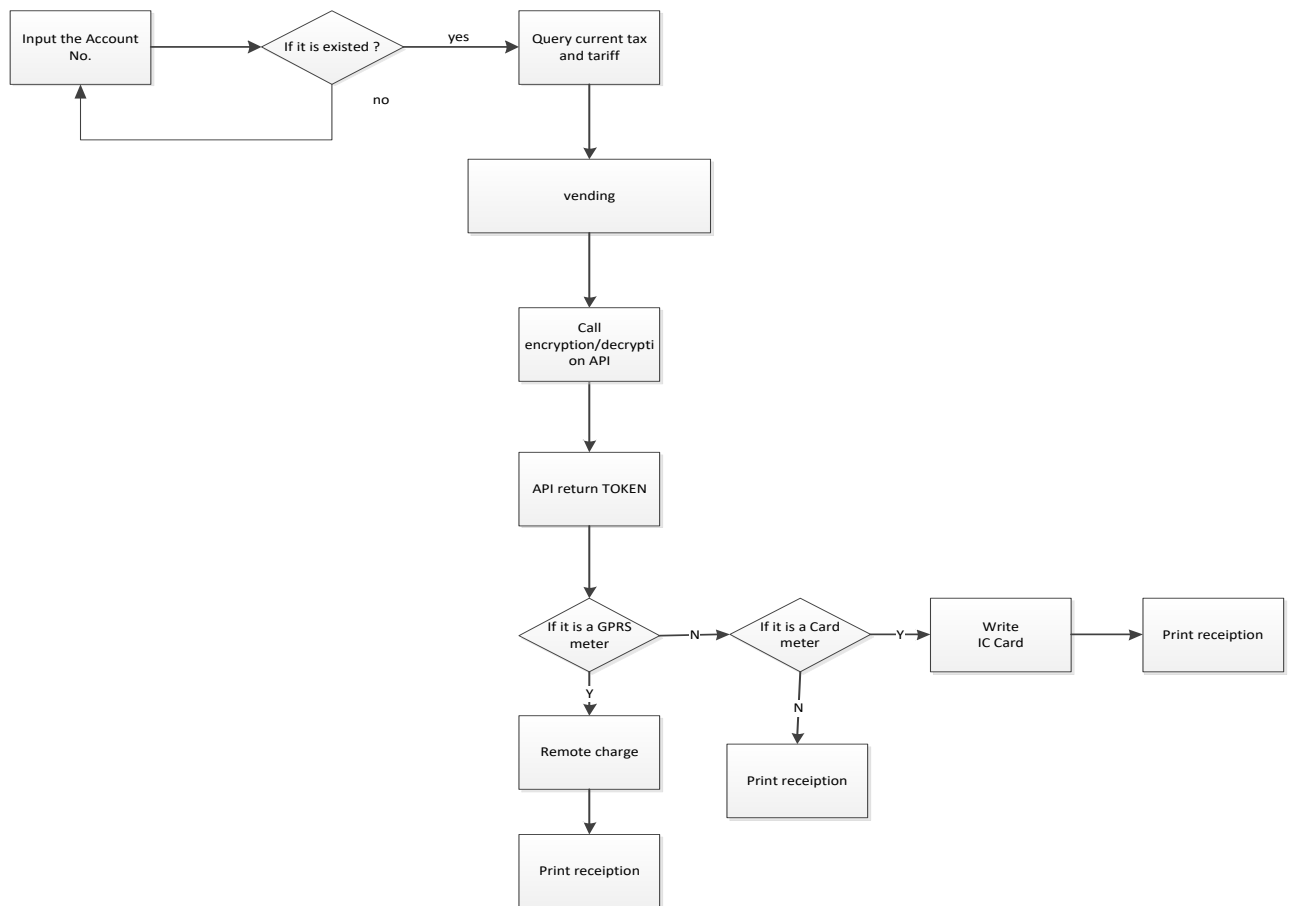 Input the Account
No.
If it is existed ?
yes
Query current tax
and tariff
no
vending
Call
encryption/decrypti
on API
API return TOKEN
If it is a GPRS
meter
N
If it is a Card
meter
Y
Write
IC Card
Print receiption
Y
N
Remote charge
Print receiption
Print receiption